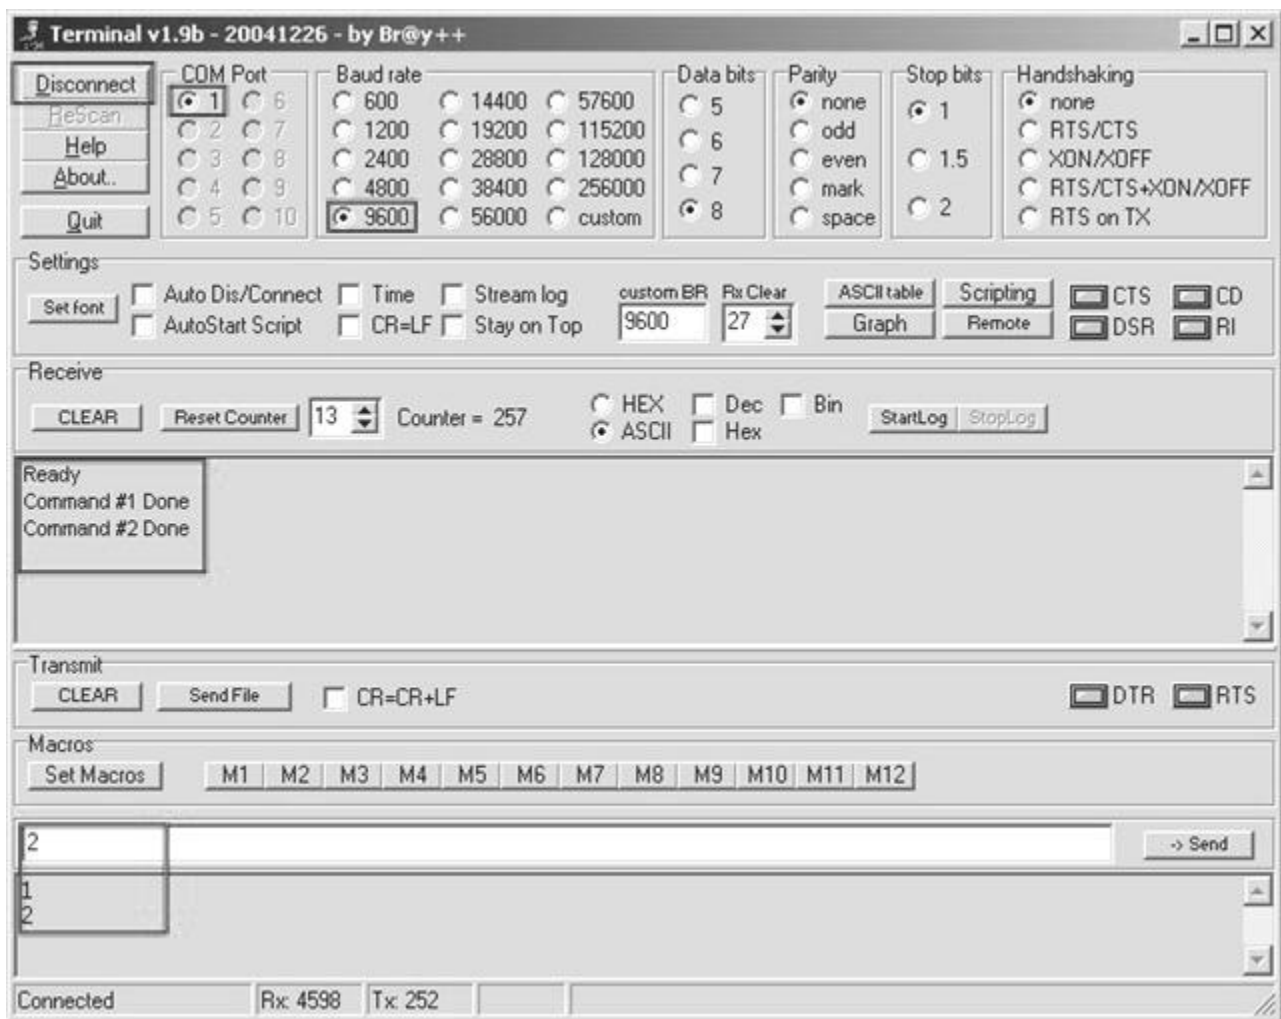 Terminal v1.9b - 20041226 - by Br@y++
Disconnect
ReScan
Help
About..
Quit
COM Port
1 6
2 7
3 8
4 9
5 10
Baud rate
600 14400 57600
1200 19200 115200
2400 28800 128000
4800 38400 256000
9600 56000 custom
Data bits
5
6
7
8
Parity
none
odd
even
mark
space
Stop bits
1
1.5
2
Handshaking
none
RTS/CTS
XON/XOFF
RTS/CTS+XON/XOFF
RTS on TX
Settings
Set font
Auto Dis/Connect Time Stream log
AutoStart Script CR=LF Stay on Top
custom BR Rx Clear
9600 27
ASCII table Scripting
Graph Remote
CTS CD
DSR RI
Receive
CLEAR Reset Counter 13 Counter = 257
HEX Dec Bin
ASCII Hex
StartLog StopLog
Ready
Command #1 Done
Command #2 Done
Transmit
CLEAR Send File CR=CR+LF DTR RTS
Macros
Set Macros M1 M2 M3 M4 M5 M6 M7 M8 M9 M10 M11 M12
2
-> Send
1
2
Connected Rx: 4598 Tx: 252